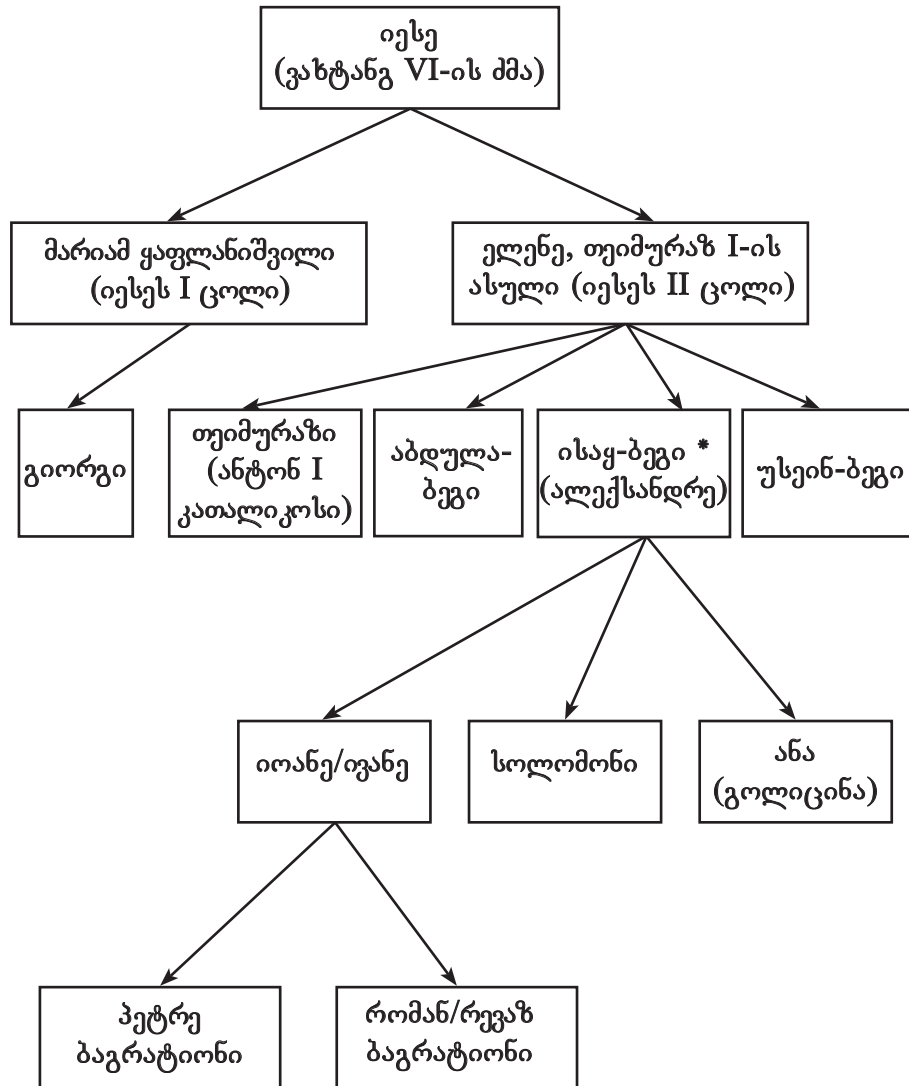 იესე
(ვახტანგ VI-ის ძმა)
მარიამ ყაფლანიშვილი
(იესეს I ცოლი)
ელენე, თეიმურაზ I-ის
ასული (იესეს II ცოლი)
გიორგი
თეიმურაზი
(ანტონ I
კათალიკოსი)
აბდულა-
ბეგი
ისაყ-ბეგი *
(ალექსანდრე)
უსეინ-ბეგი
იოანე/ივანე
სოლომონი
ანა
(გოლიცინა)
პეტრე
ბაგრატიონი
რომან/რევაზ
ბაგრატიონი